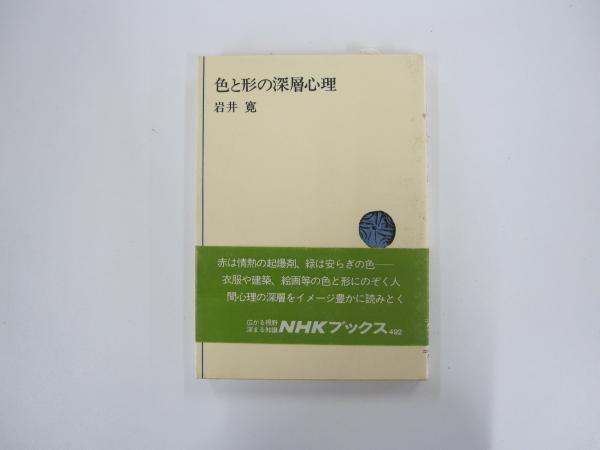 色と形の深層心理
岩井 寛
赤は情熱の起爆剤、緑は安らぎの色──
衣服や建築、絵画等の色と形にのぞく人
間心理の深層をイメージ豊かに読みとく
広がる視野
深まる知識
NHKブックス 492